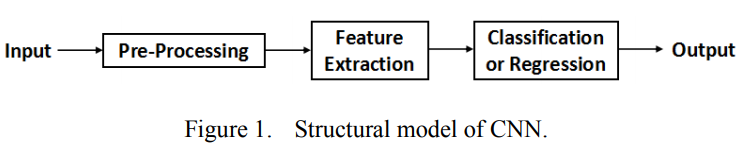 Input
Pre-Processing
Feature
Extraction
Classification
or Regression
Output
Figure 1. Structural model of CNN.